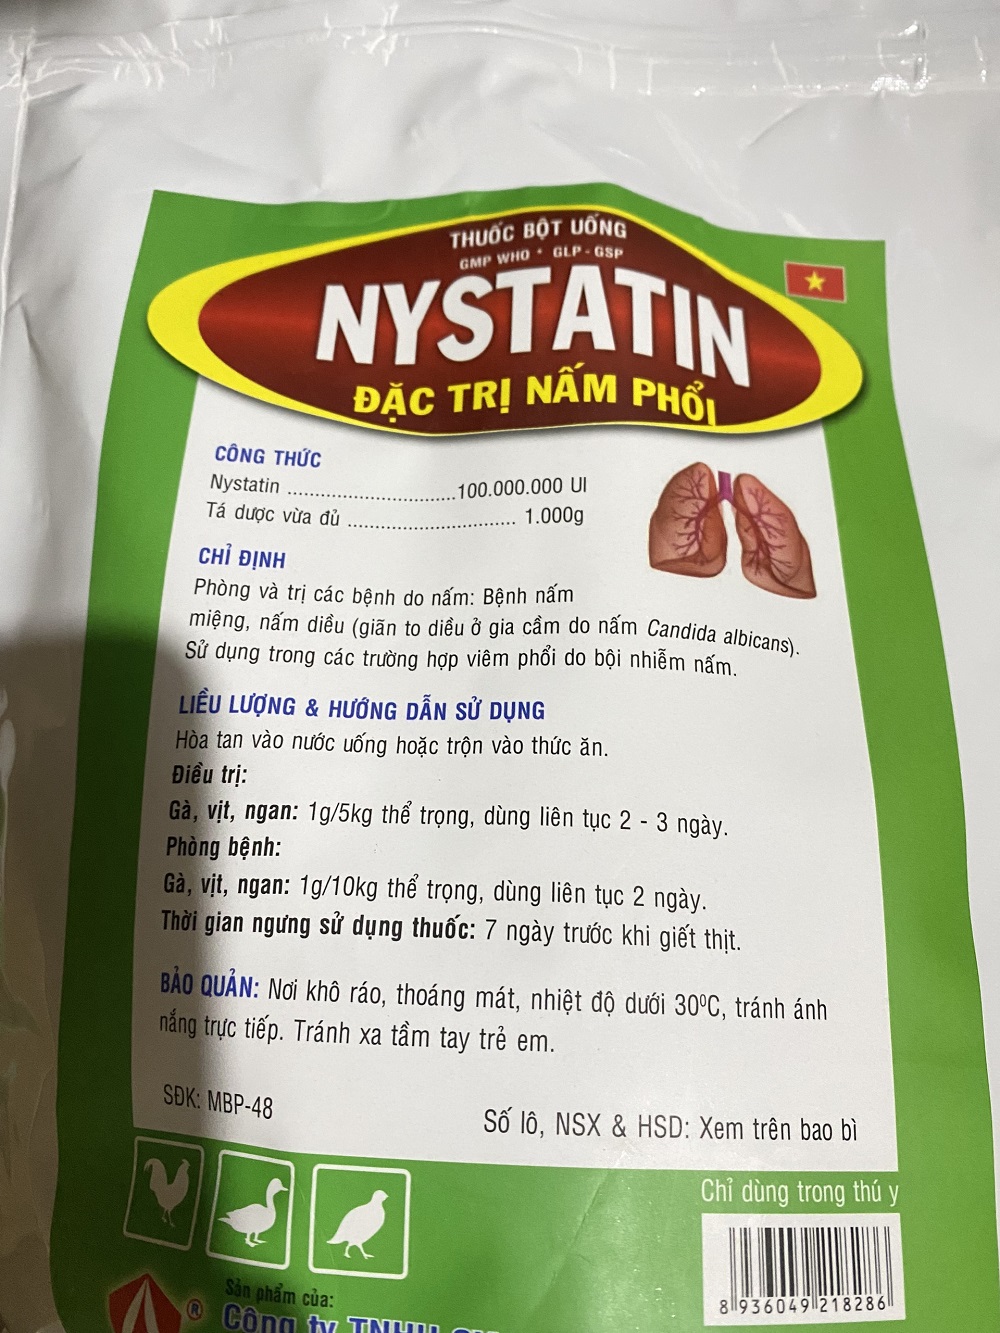 THUỐC BỘT UỐNG
GMP WHO * GLP - GSP
NYSTATIN
ĐẶC TRỊ NẤM PHỔI
CÔNG THỨC
Nystatin ............................100.000.000 UI
Tá dược vừa đủ ............................ 1.000g
CHỈ ĐỊNH
Phòng và trị các bệnh do nấm: Bệnh nấm
miệng, nấm diều (giãn to diều ở gia cầm do nấm Candida albicans).
Sử dụng trong các trường hợp viêm phổi do bội nhiễm nấm.
LIỀU LƯỢNG & HƯỚNG DẪN SỬ DỤNG
Hòa tan vào nước uống hoặc trộn vào thức ăn.
Điều trị:
Gà, vịt, ngan: 1g/5kg thể trọng, dùng liên tục 2 - 3 ngày.
Phòng bệnh:
Gà, vịt, ngan: 1g/10kg thể trọng, dùng liên tục 2 ngày.
Thời gian ngưng sử dụng thuốc: 7 ngày trước khi giết thịt.
BẢO QUẢN: Nơi khô ráo, thoáng mát, nhiệt độ dưới 30⁰C, tránh ánh
nắng trực tiếp. Tránh xa tầm tay trẻ em.
SĐK: MBP-48
Số lô, NSX & HSD: Xem trên bao bì
Chỉ dùng trong thú y
8 936049 218286
Sản phẩm của:
®
Công ty TNHH